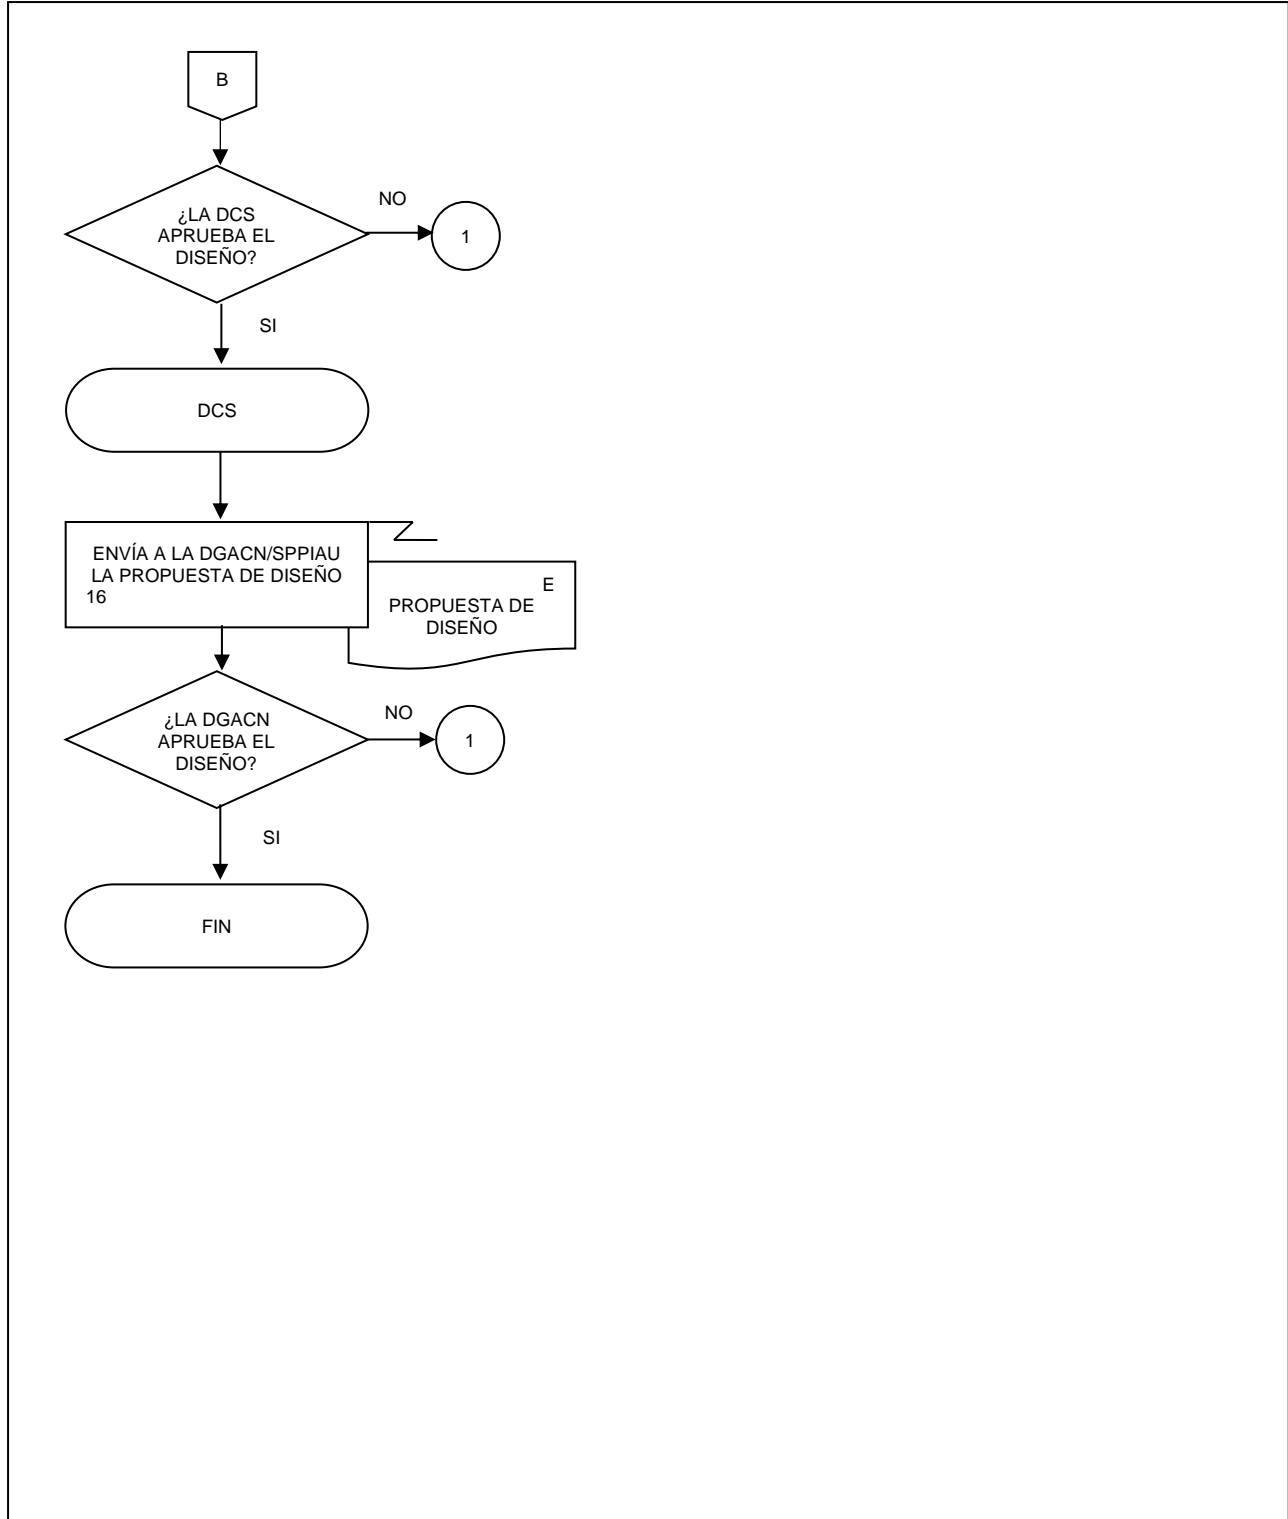 B
¿LA DCS
APRUEBA EL
DISEÑO?
NO
1
SI
DCS
ENVÍA A LA DGACN/SPPIAU
LA PROPUESTA DE DISEÑO
16
E
PROPUESTA DE
DISEÑO
¿LA DGACN
APRUEBA EL
DISEÑO?
NO
1
SI
FIN